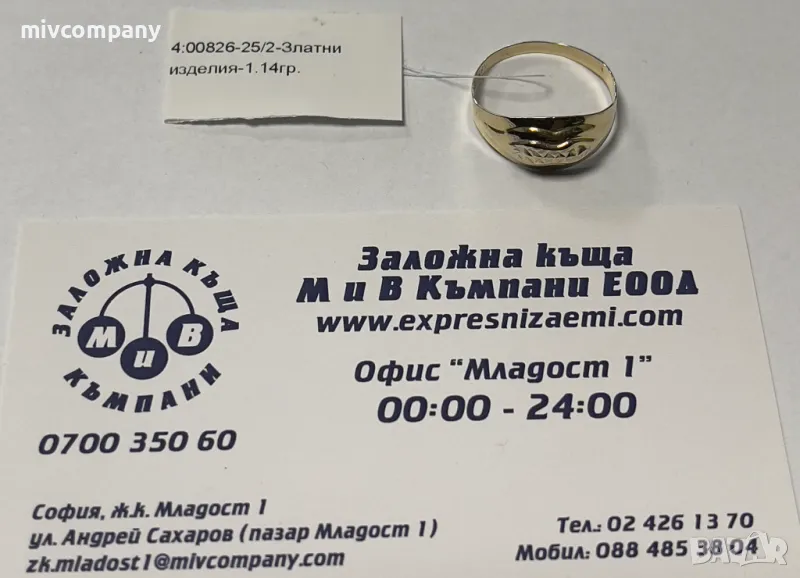 mivcompany
4:00826-25/2-Златни
изделия-1.14гр.
ЗАЛОЖНА КЪЩА
М и В
КЪМПАНИ
0700 350 60
Заложна къща
М и В Къмпани ЕООД
www.expresnizaemi.com
Офис "Младост 1"
00:00 - 24:00
София, ж.к. Младост 1
ул. Андрей Сахаров (пазар Младост 1)
zk.mladost1@mivcompany.com
Тел.: 02 426 13 70
Мобил.: 088 485 38 04
BAZAR